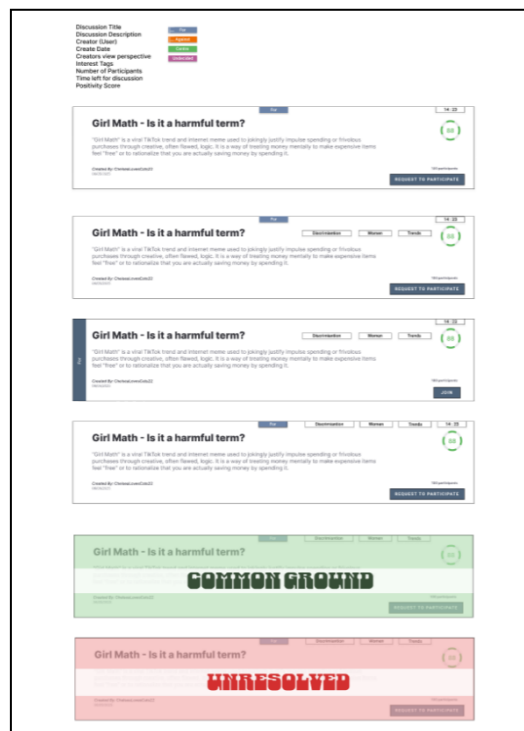 Discussion Title
Discussion Description
Creator (User)
Create Date
Creators view perspective
Interest Tags
Number of Participants
Time left for discussion
Positivity Score
For
Against
Centre
Undecided
For
14 : 23
Girl Math - Is it a harmful term?
"Girl Math" is a viral TikTok trend and internet meme used to jokingly justify impulse spending or frivolous
purchases through creative, often flawed, logic. It is a way of treating money mentally to make expensive items
feel "free" or to rationalize that you are actually saving money by spending it.
Created By:
participants
REQUEST TO PARTICIPATE
For
14 : 23
Girl Math - Is it a harmful term?
Discrimination
Women
Trends
"Girl Math" is a viral TikTok trend and internet meme used to jokingly justify impulse spending or frivolous
purchases through creative, often flawed, logic. It is a way of treating money mentally to make expensive items
feel "free" or to rationalize that you are actually saving money by spending it.
Created By:
participants
REQUEST TO PARTICIPATE
14 : 23
For
Girl Math - Is it a harmful term?
Discrimination
Women
Trends
"Girl Math" is a viral TikTok trend and internet meme used to jokingly justify impulse spending or frivolous
purchases through creative, often flawed, logic. It is a way of treating money mentally to make expensive items
feel "free" or to rationalize that you are actually saving money by spending it.
Created By:
participants
JOIN
For
Discrimination
Women
Trends
14 : 23
Girl Math - Is it a harmful term?
"Girl Math" is a viral TikTok trend and internet meme used to jokingly justify impulse spending or frivolous
purchases through creative, often flawed, logic. It is a way of treating money mentally to make expensive items
feel "free" or to rationalize that you are actually saving money by spending it.
Created By:
participants
REQUEST TO PARTICIPATE
Discrimination
Women
Trends
Girl Math - Is it a harmful term?
COMMON GROUND
REQUEST TO PARTICIPATE
Discrimination
Women
Trends
Girl Math - Is it a harmful term?
UNRESOLVED
REQUEST TO PARTICIPATE